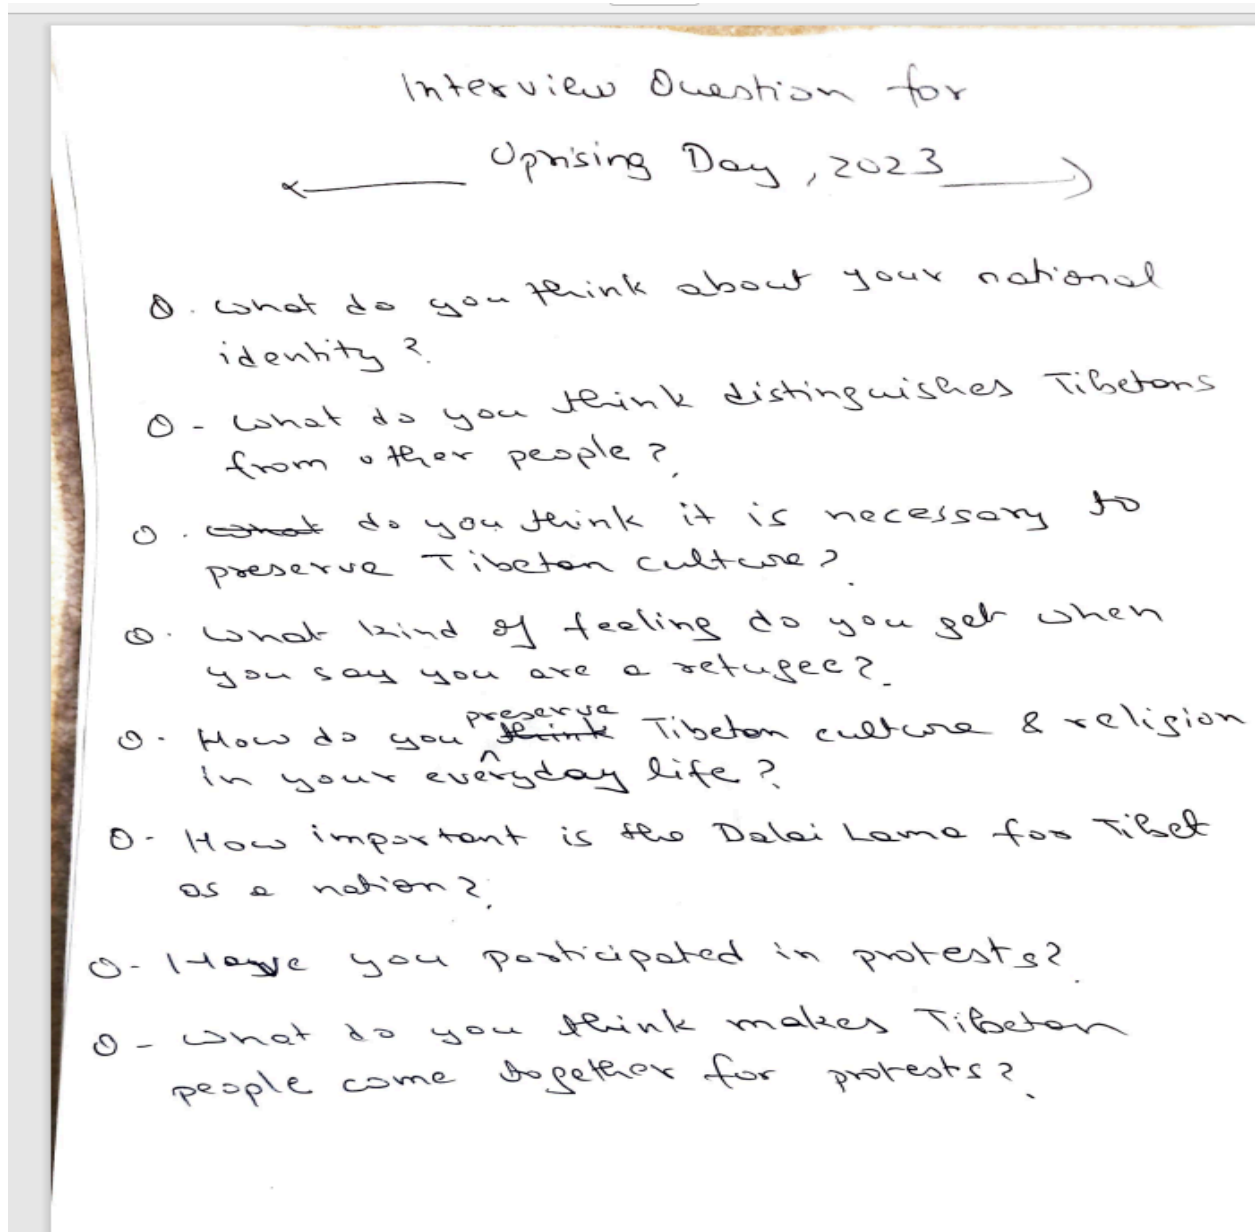 Interview Question for
Uprising Day, 2023
Q. What do you think about your national
identity?
Q - What do you think distinguishes Tibetans
from other people?
Q. ~~What~~ do you think it is necessary to
preserve Tibetan culture?
Q. What kind of feeling do you get when
you say you are a refugee?
Q. How do you ~~think~~ preserve Tibetan culture & religion
in your everyday life?
Q - How important is the Dalai Lama for Tibet
as a nation?
Q - Have you participated in protests?
Q - What do you think makes Tibetan
people come together for protests?